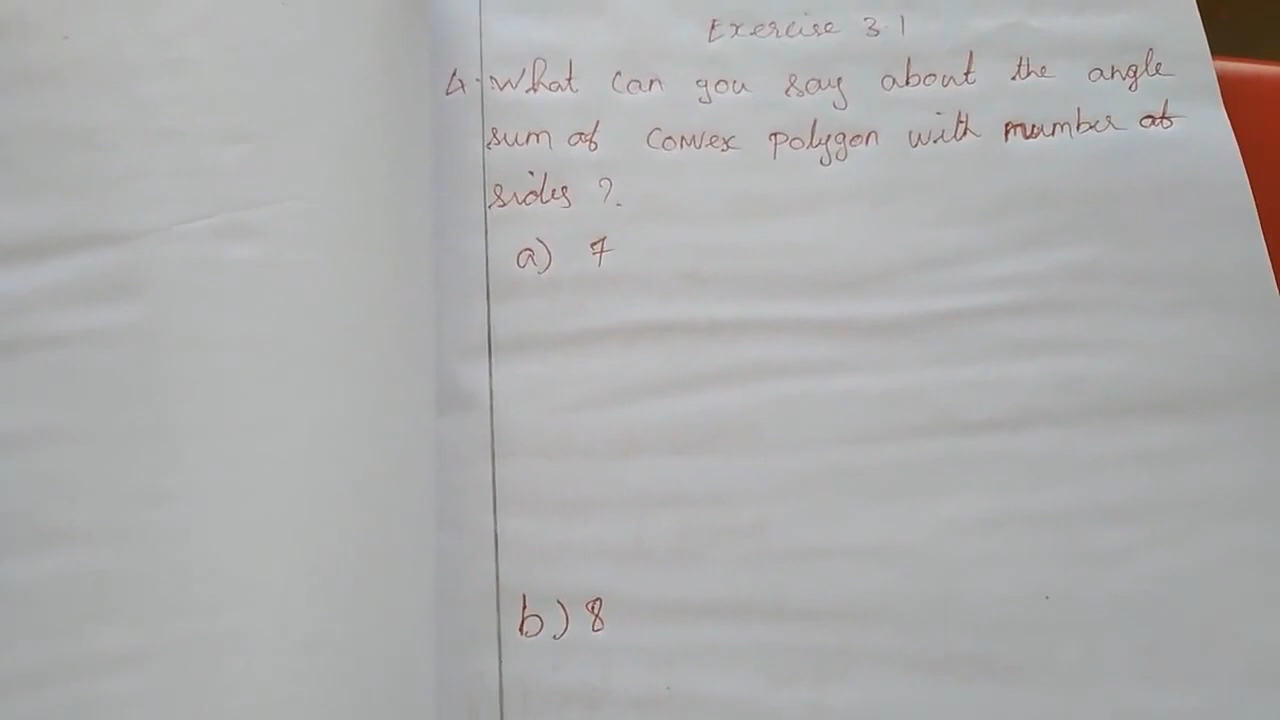 Exercise 3.1
4. What can you say about the angle
sum of convex polygon with number of
sides ?.
a) 7
b) 8